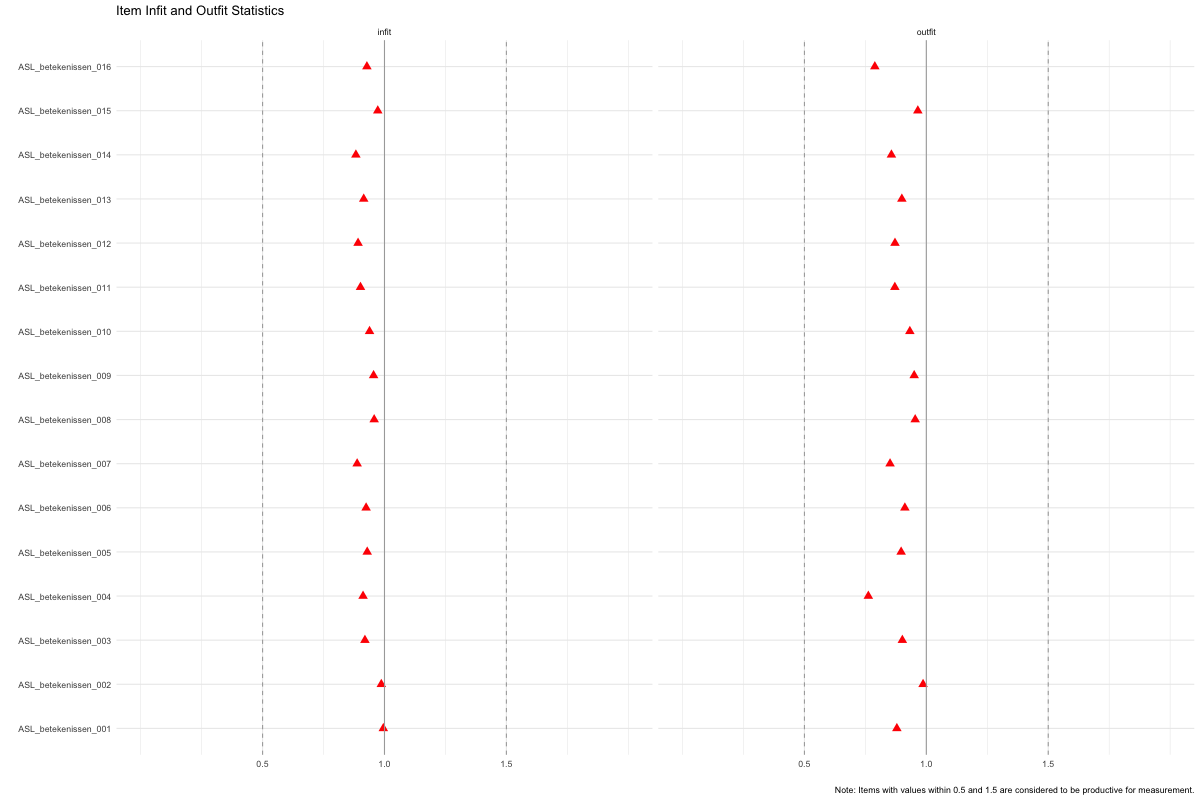 Item Infit and Outfit Statistics
infit
outfit
ASL_betekenissen_016
ASL_betekenissen_015
ASL_betekenissen_014
ASL_betekenissen_013
ASL_betekenissen_012
ASL_betekenissen_011
ASL_betekenissen_010
ASL_betekenissen_009
ASL_betekenissen_008
ASL_betekenissen_007
ASL_betekenissen_006
ASL_betekenissen_005
ASL_betekenissen_004
ASL_betekenissen_003
ASL_betekenissen_002
ASL_betekenissen_001
0.5 1.0 1.5 0.5 1.0 1.5
Note: Items with values within 0.5 and 1.5 are considered to be productive for measurement.